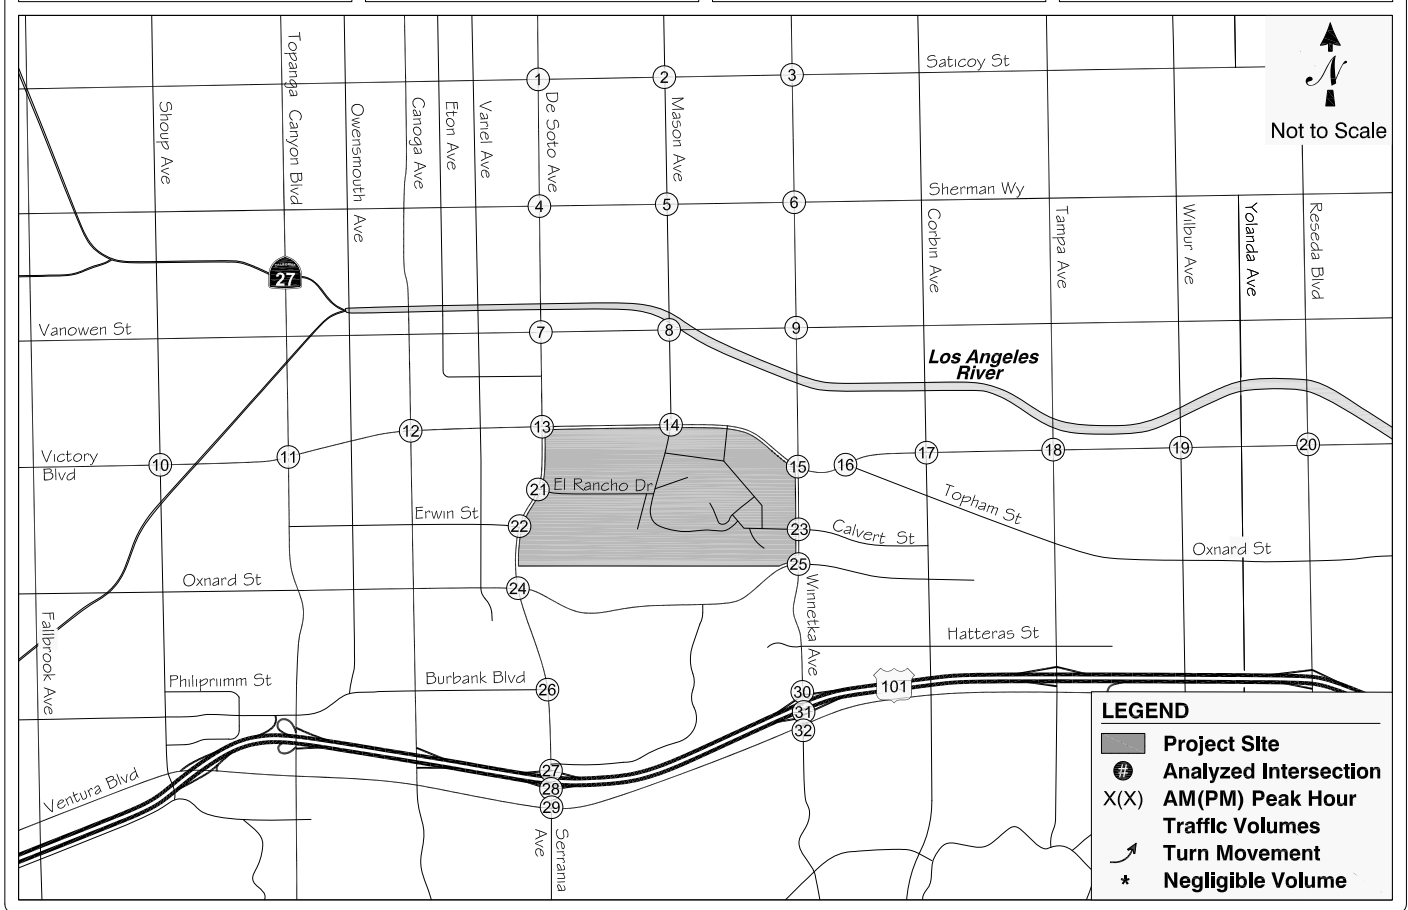 Saticoy St
N
Not to Scale
1
2
3
Shoup Ave
Topanga Canyon Blvd
Owensmouth Ave
Canoga Ave
Eton Ave
Variel Ave
De Soto Ave
Mason Ave
Sherman Wy
4
5
6
Corbin Ave
Tampa Ave
Wilbur Ave
Yolanda Ave
Reseda Blvd
27
Vanowen St
7
8
9
Los Angeles
River
Victory
Blvd
10
11
12
13
14
15
16
17
18
19
20
21
El Rancho Dr
Topham St
Erwin St
22
23
Calvert St
Oxnard St
Oxnard St
24
25
Winnetka Ave
Fallbrook Ave
Hatteras St
Philiprimm St
Burbank Blvd
26
30
101
31
32
Ventura Blvd
27
28
29
Serrania
Ave
LEGEND
Project SIte
# Analyzed Intersection
X(X) AM(PM) Peak Hour
Traffic Volumes
Turn Movement
* Negligible Volume